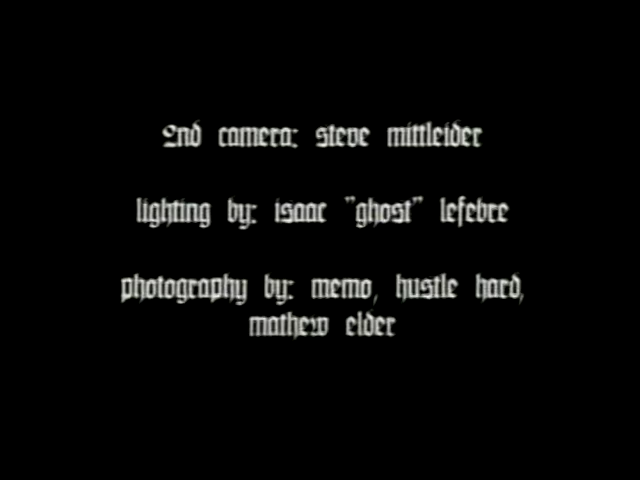 2nd camera: steve mittleider
lighting by: isaac "ghost" lefebre
photography by: memo, hustle hard,
mathew elder